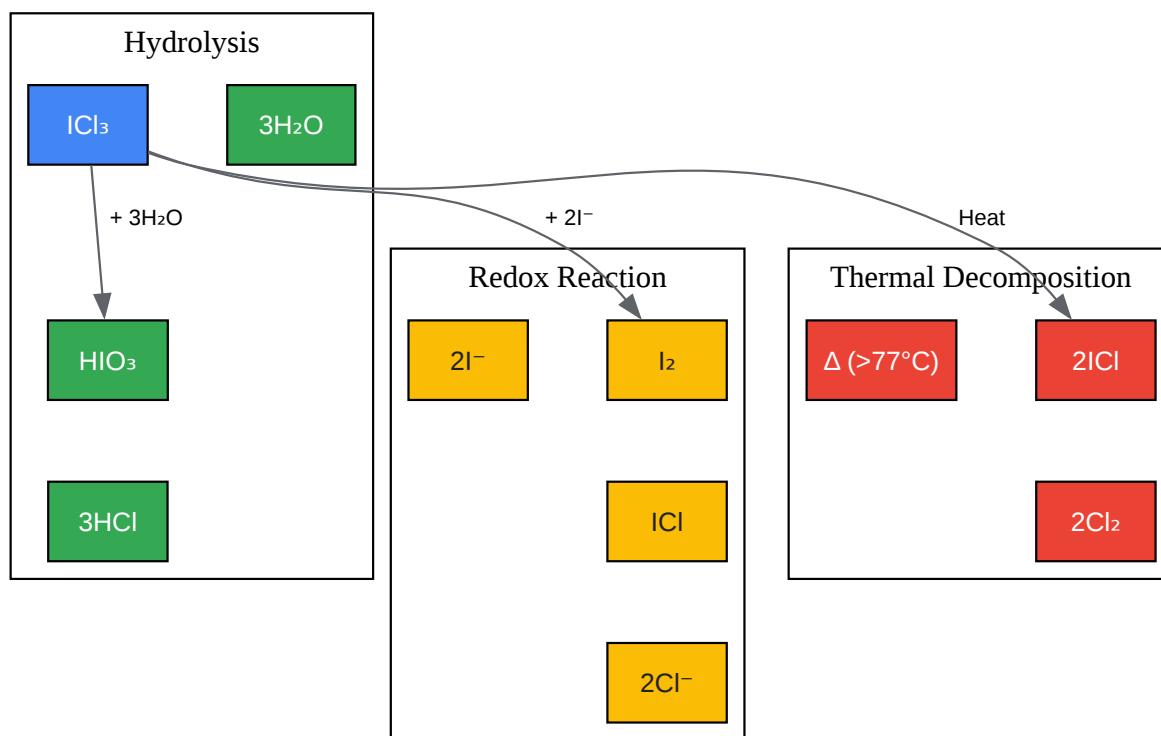 Hydrolysis
ICl₃
3H₂O
+ 3H₂O
+ 2I⁻
Heat
Redox Reaction
Thermal Decomposition
HIO₃
2I⁻
I₂
Δ (>77°C)
2ICl
3HCl
ICl
2Cl₂
2Cl⁻